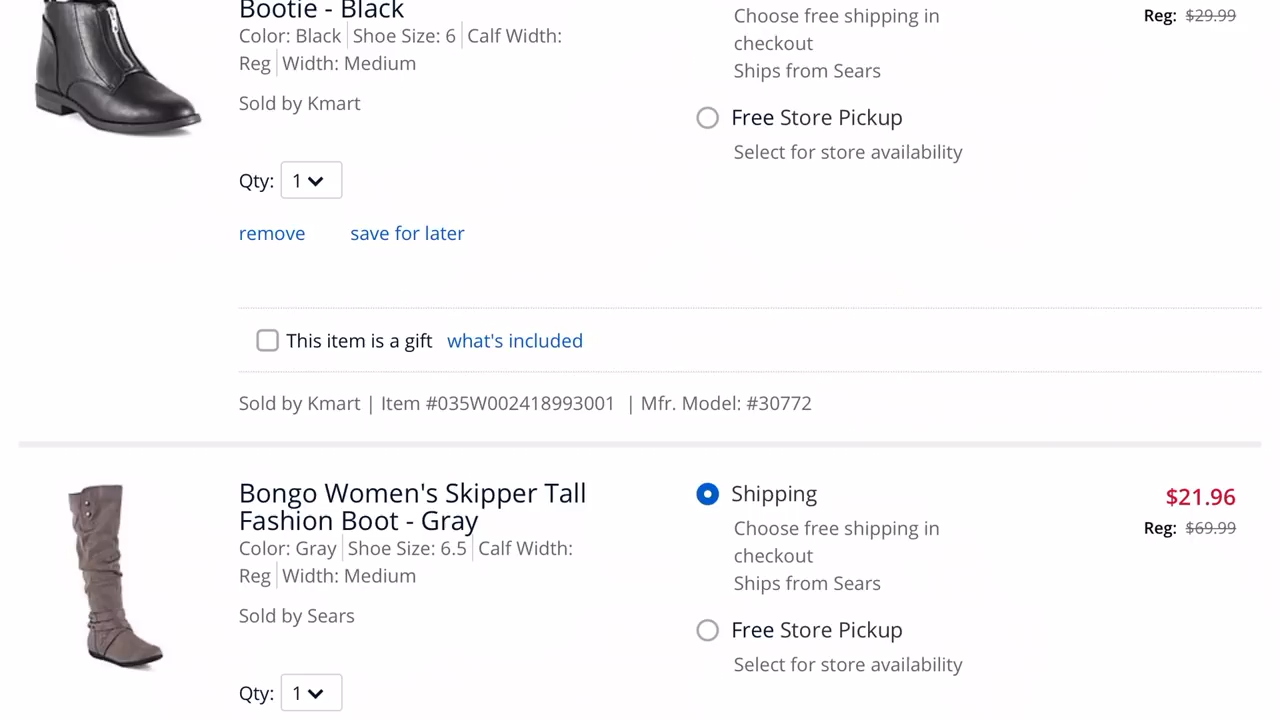 Bootie - Black
Color: Black | Shoe Size: 6 | Calf Width:
Reg | Width: Medium
Sold by Kmart
Qty: 1
remove save for later
Choose free shipping in
checkout
Ships from Sears
Free Store Pickup
Select for store availability
Reg: $29.99
This item is a gift what's included
Sold by Kmart | Item #035W002418993001 | Mfr. Model: #30772
Bongo Women's Skipper Tall
Fashion Boot - Gray
Color: Gray | Shoe Size: 6.5 | Calf Width:
Reg | Width: Medium
Sold by Sears
Qty: 1
Shipping
Choose free shipping in
checkout
Ships from Sears
Free Store Pickup
Select for store availability
$21.96
Reg: $69.99